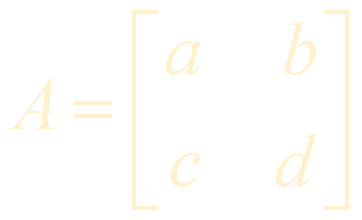 A = [ a b
c d ]